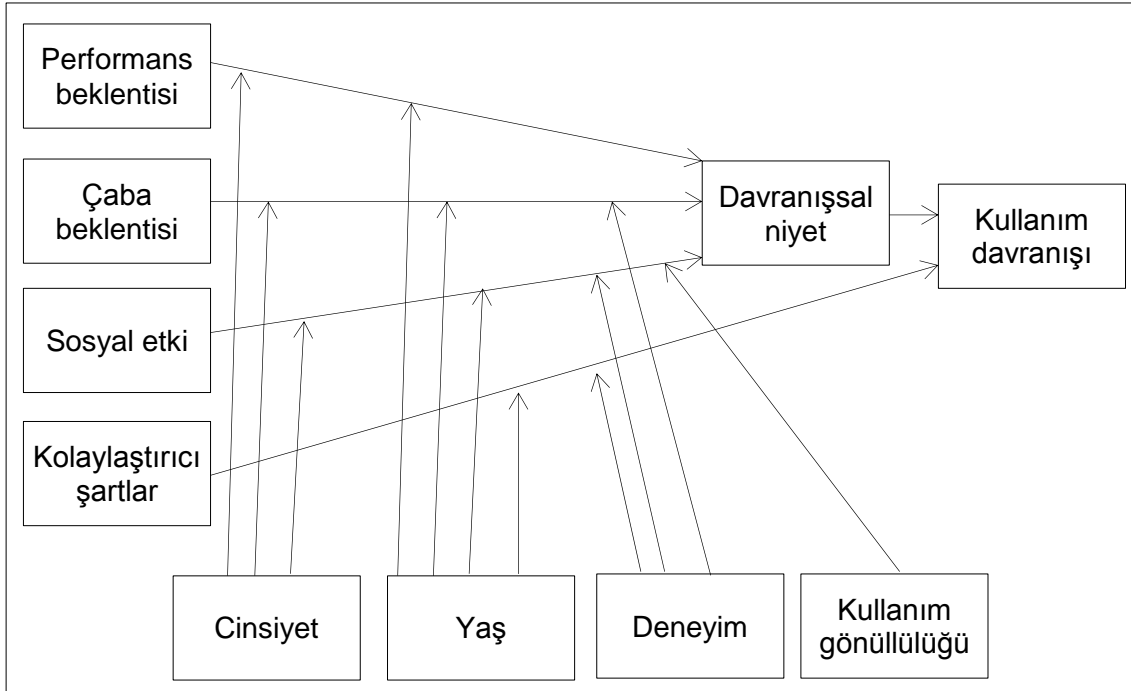 Performans
beklentisi
Çaba
beklentisi
Davranışsal
niyet
Kullanım
davranışı
Sosyal etki
Kolaylaştırıcı
şartlar
Cinsiyet
Yaş
Deneyim
Kullanım
gönüllülüğü